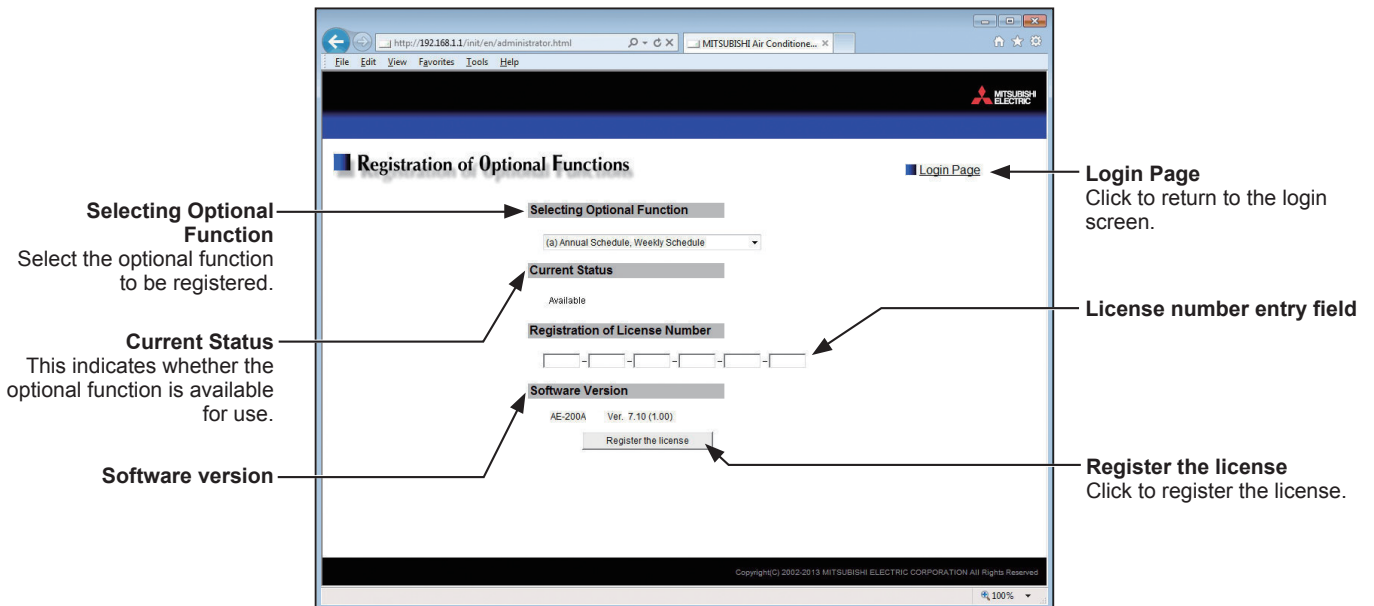 http://192.168.1.1/init/en/administrator.html
MITSUBISHI Air Conditione...
File Edit View Favorites Tools Help
MITSUBISHI
ELECTRIC
Registration of Optional Functions
Login Page
Login Page
Click to return to the login
screen.
Selecting Optional
Function
Select the optional function
to be registered.
Selecting Optional Function
(a) Annual Schedule, Weekly Schedule
Current Status
Available
License number entry field
Current Status
This indicates whether the
optional function is available
for use.
Registration of License Number
- - - - -
Software Version
AE-200A Ver. 7.10 (1.00)
Register the license
Software version
Register the license
Click to register the license.
Copyright(C) 2002-2013 MITSUBISHI ELECTRIC CORPORATION All Rights Reserved
100%